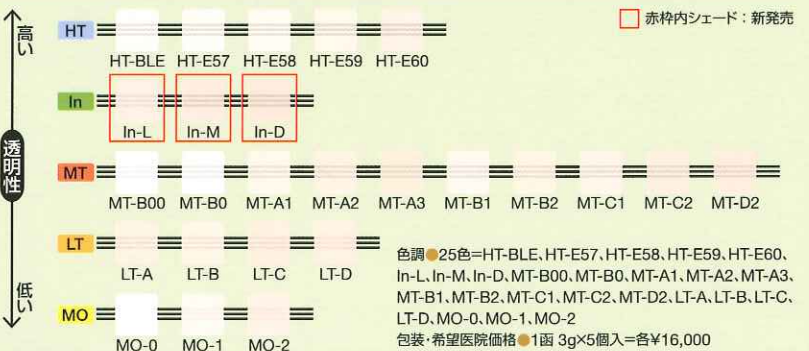 高い
透明性
低い
赤枠内シェード：新発売
HT
HT-BLE HT-E57 HT-E58 HT-E59 HT-E60
In
In-L In-M In-D
MT
MT-B00 MT-B0 MT-A1 MT-A2 MT-A3 MT-B1 MT-B2 MT-C1 MT-C2 MT-D2
LT
LT-A LT-B LT-C LT-D
MO
MO-0 MO-1 MO-2
色調●25色=HT-BLE､HT-E57､HT-E58､HT-E59､HT-E60､
In-L､In-M､In-D､MT-B00､MT-B0､MT-A1､MT-A2､MT-A3､
MT-B1､MT-B2､MT-C1､MT-C2､MT-D2､LT-A､LT-B､LT-C､
LT-D､MO-0､MO-1､MO-2
包装・希望医院価格●1函 3g×5個入=各¥16,000